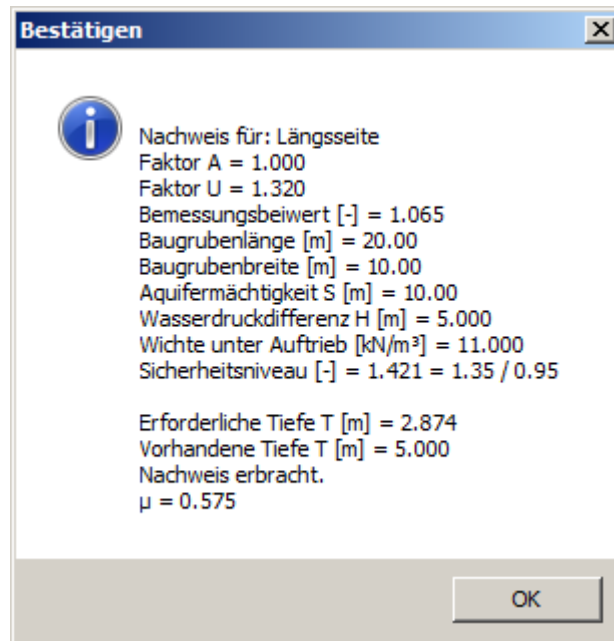 Bestätigen
Nachweis für: Längsseite
Faktor A = 1.000
Faktor U = 1.320
Bemessungsbeiwert [-] = 1.065
Baugrubenlänge [m] = 20.00
Baugrubenbreite [m] = 10.00
Aquifermächtigkeit S [m] = 10.00
Wasserdruckdifferenz H [m] = 5.000
Wichte unter Auftrieb [kN/m³] = 11.000
Sicherheitsniveau [-] = 1.421 = 1.35 / 0.95
Erforderliche Tiefe T [m] = 2.874
Vorhandene Tiefe T [m] = 5.000
Nachweis erbracht.
µ = 0.575
OK